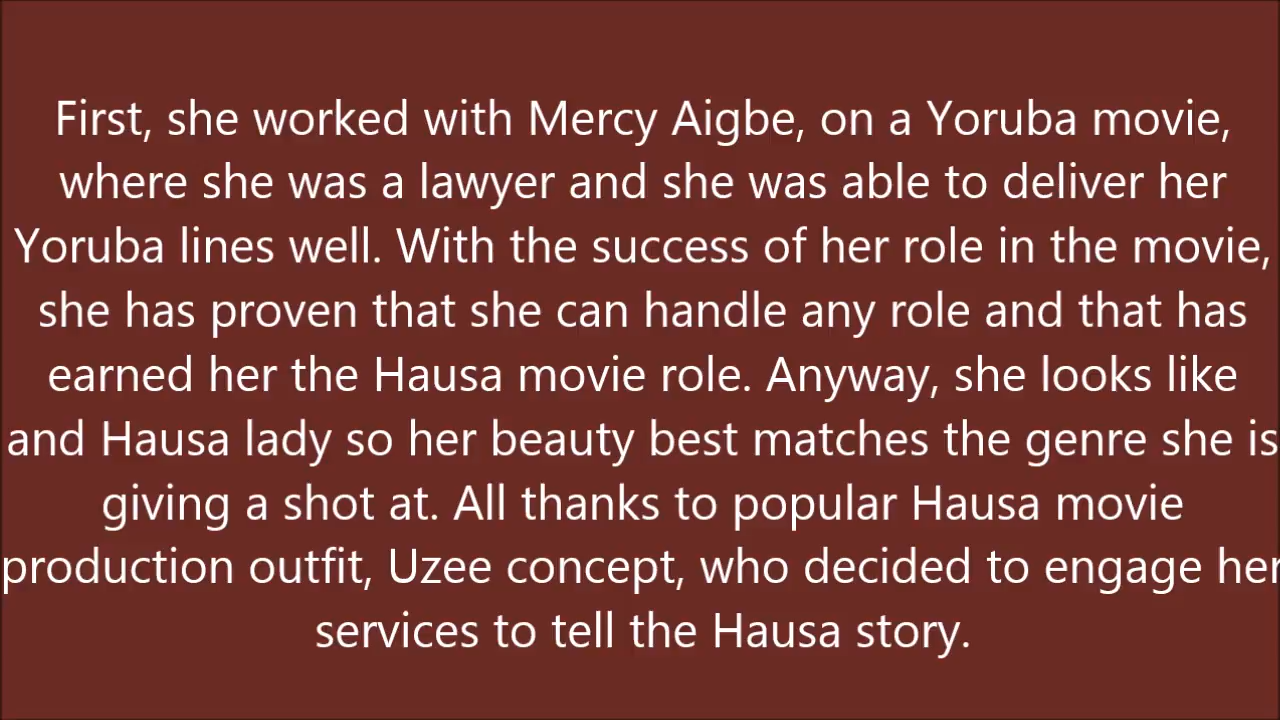 First, she worked with Mercy Aigbe, on a Yoruba movie,
where she was a lawyer and she was able to deliver her
Yoruba lines well. With the success of her role in the movie,
she has proven that she can handle any role and that has
earned her the Hausa movie role. Anyway, she looks like
and Hausa lady so her beauty best matches the genre she is
giving a shot at. All thanks to popular Hausa movie
production outfit, Uzee concept, who decided to engage her
services to tell the Hausa story.